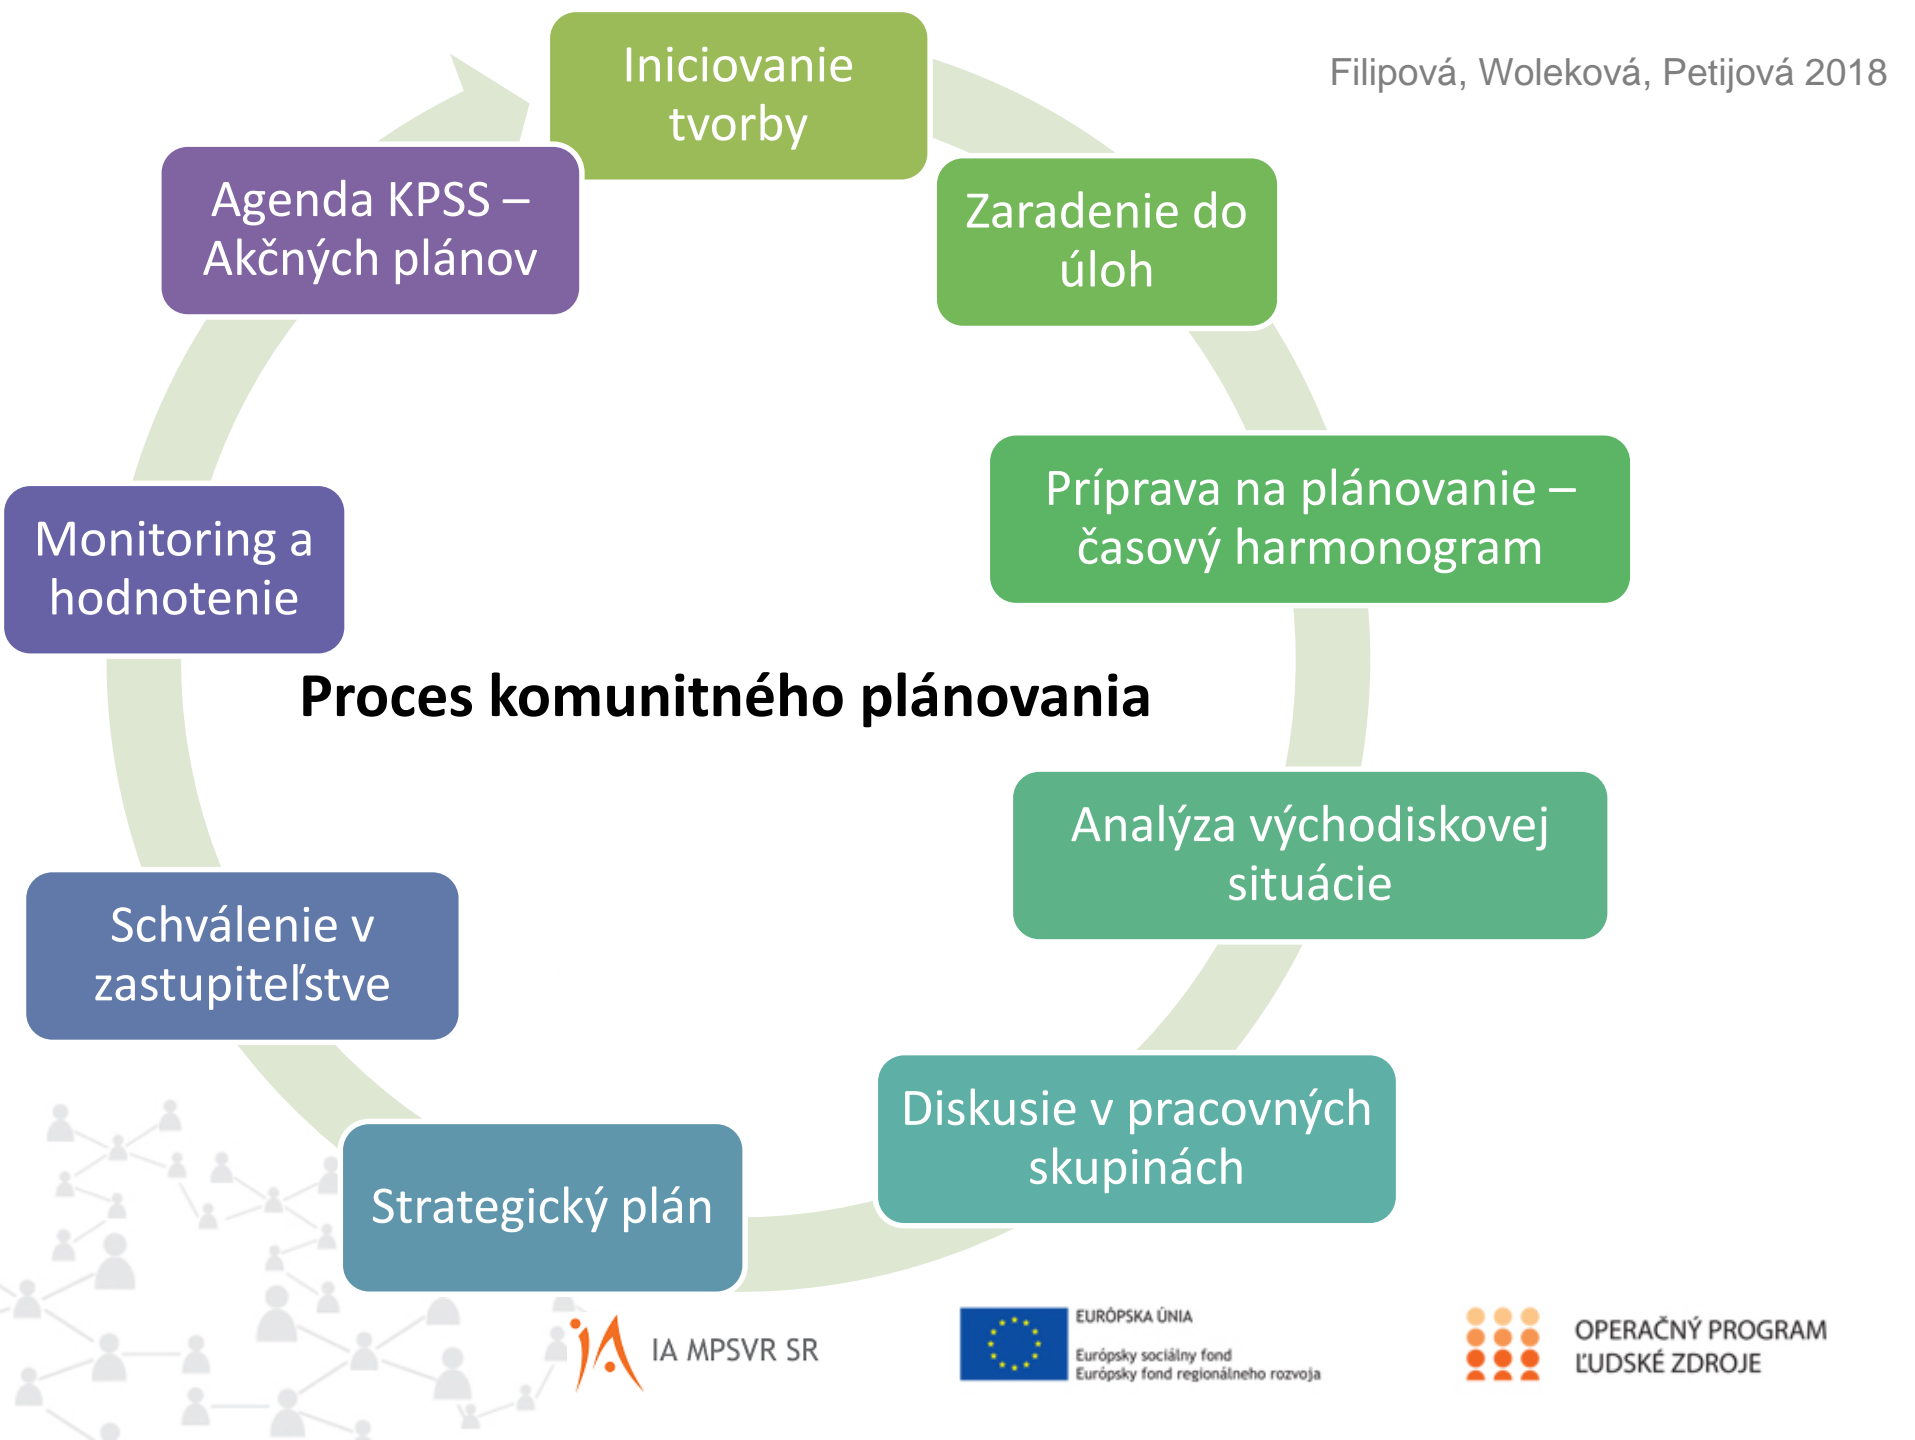 Filipová, Woleková, Petijová 2018
Iniciovanie
tvorby
Zaradenie do
úloh
Príprava na plánovanie –
časový harmonogram
Analýza východiskovej
situácie
Diskusie v pracovných
skupinách
Strategický plán
Schválenie v
zastupiteľstve
Monitoring a
hodnotenie
Agenda KPSS –
Akčných plánov
Proces komunitného plánovania
IA MPSVR SR
EURÓPSKA ÚNIA
Európsky sociálny fond
Európsky fond regionálneho rozvoja
OPERAČNÝ PROGRAM
ĽUDSKÉ ZDROJE